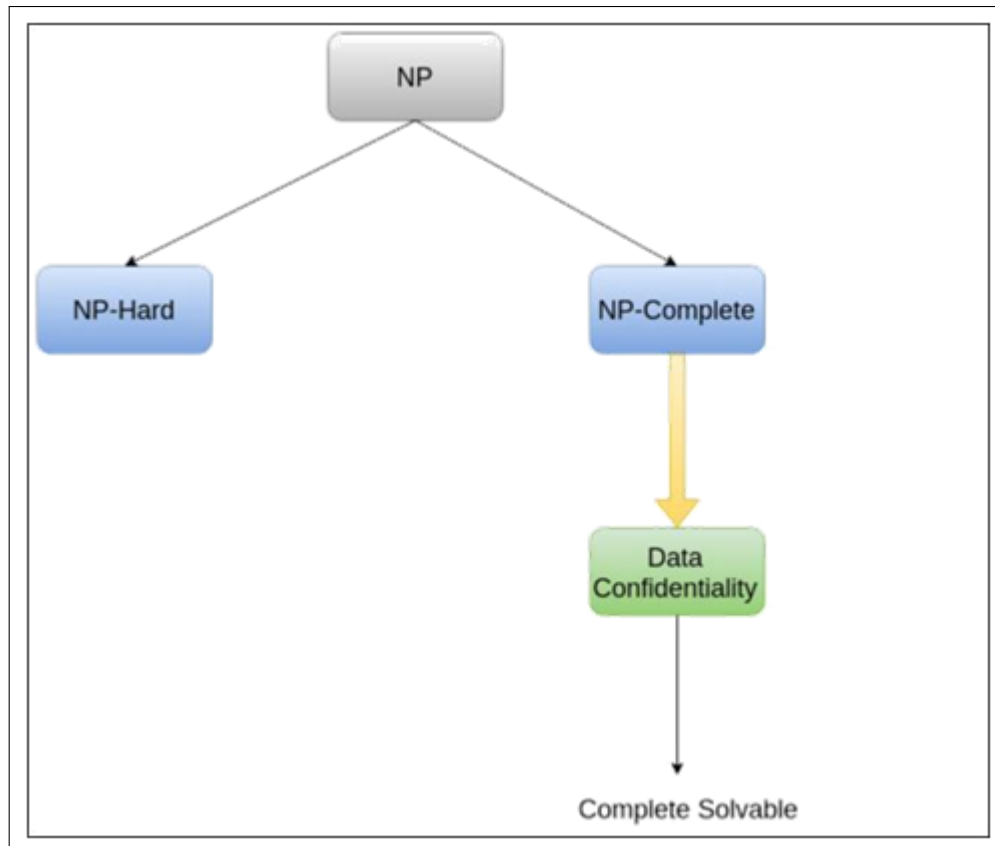 NP
NP-Hard
NP-Complete
Data
Confidentiality
Complete Solvable